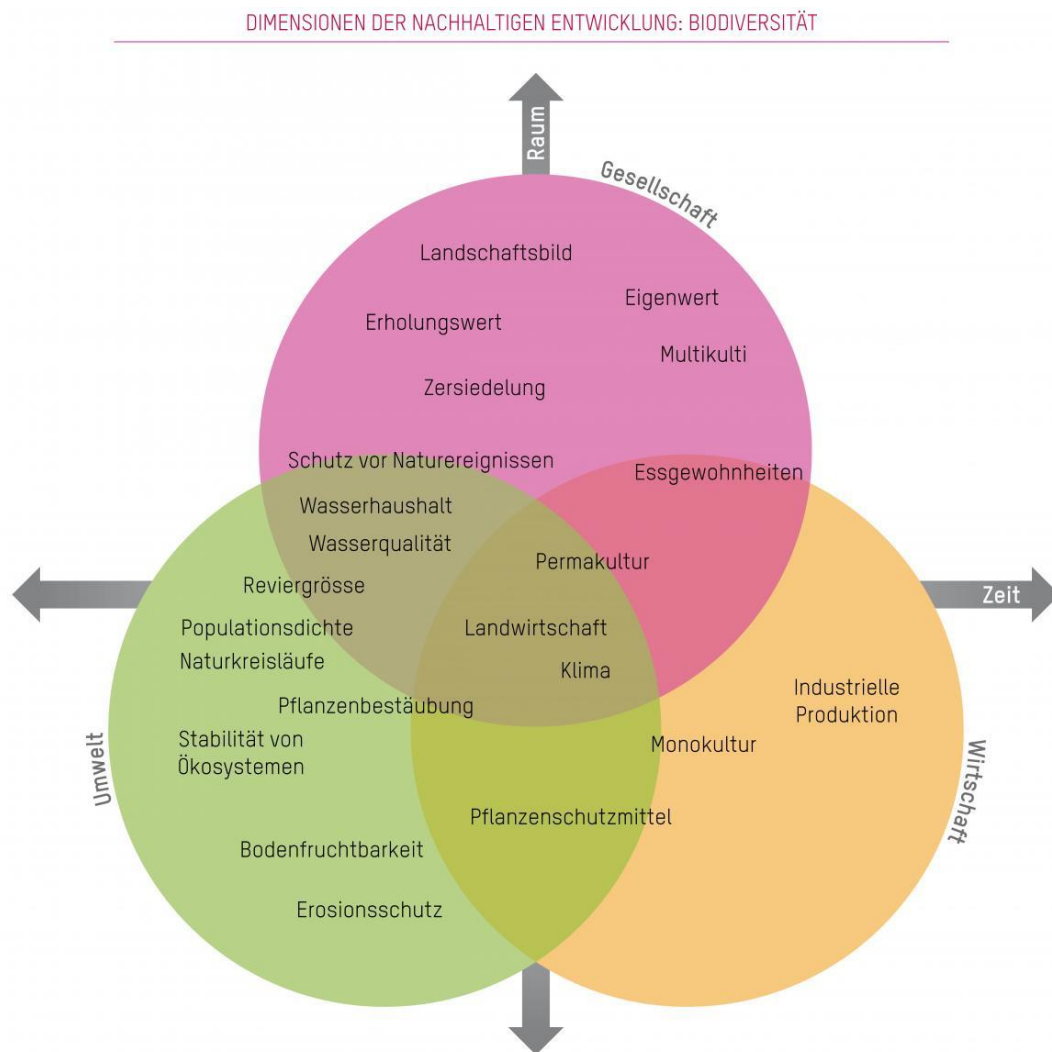 DIMENSIONEN DER NACHHALTIGEN ENTWICKLUNG: BIODIVERSITÄT
Raum
Gesellschaft
Landschaftsbild
Eigenwert
Erholungswert
Multikulti
Zersiedelung
Schutz vor Naturereignissen
Essgewohnheiten
Wasserhaushalt
Wasserqualität
Permakultur
Reviergrösse
Zeit
Populationsdichte
Landwirtschaft
Naturkreisläufe
Klima
Industrielle
Produktion
Pflanzenbestäubung
Stabilität von
Ökosystemen
Monokultur
Umwelt
Wirtschaft
Pflanzenschutzmittel
Bodenfruchtbarkeit
Erosionsschutz